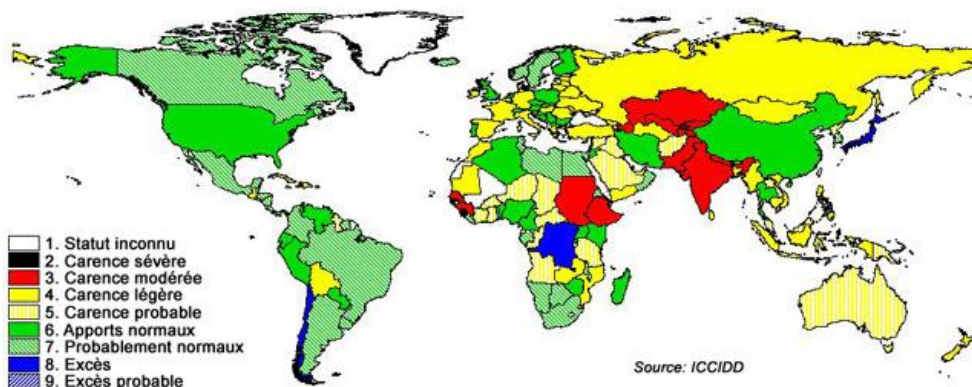 1. Statut inconnu
2. Carence sévère
3. Carence modérée
4. Carence légère
5. Carence probable
6. Apports normaux
7. Probablement normaux
8. Excès
9. Excès probable
Source: ICCIDD